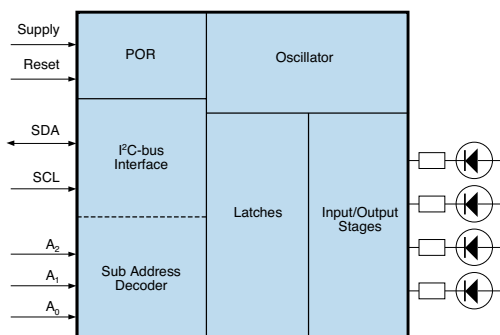 Supply
Reset
SDA
SCL
A₂
A₁
A₀
POR
Oscillator
I²C-bus
Interface
Sub Address
Decoder
Latches
Input/Output
Stages